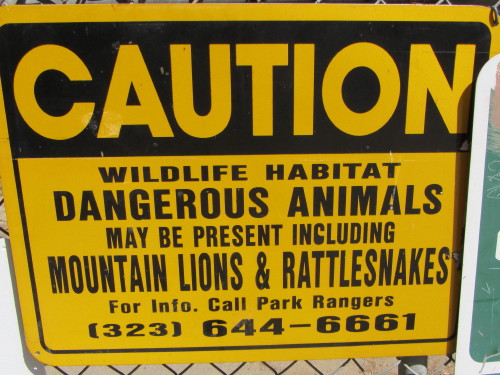 CAUTION
WILDLIFE HABITAT
DANGEROUS ANIMALS
MAY BE PRESENT INCLUDING
MOUNTAIN LIONS & RATTLESNAKES
For Info. Call Park Rangers
(323) 644-6661